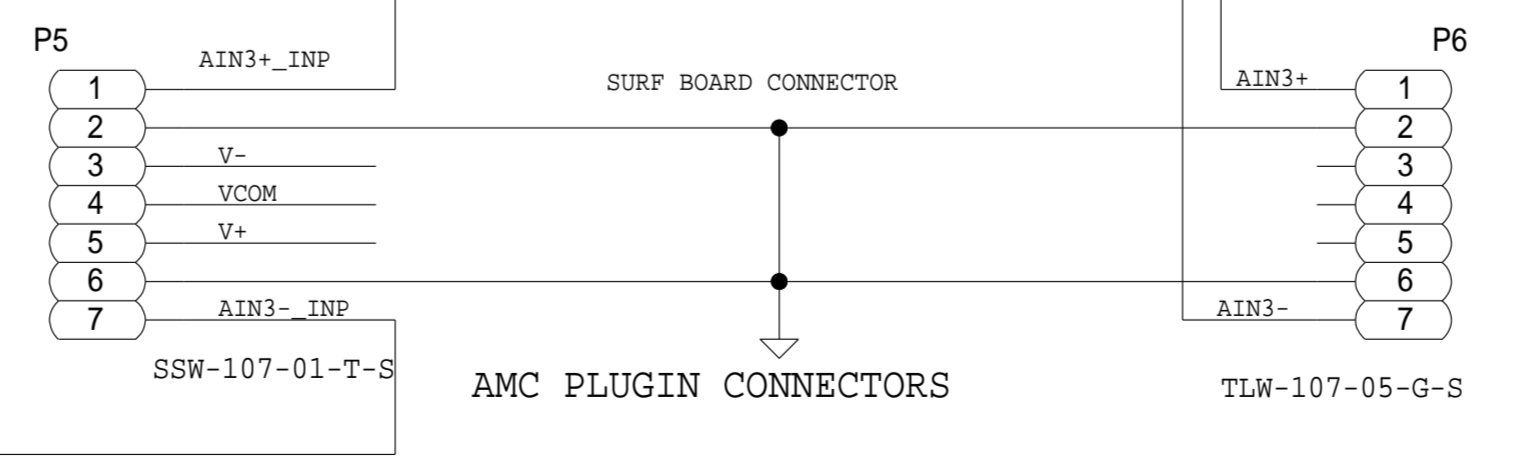 P5
P6
AIN3+_INP
SURF BOARD CONNECTOR
AIN3+
1
1
2
2
V-
3
3
VCOM
4
4
V+
5
5
6
6
AIN3-_INP
AIN3-
7
7
SSW-107-01-T-S
AMC PLUGIN CONNECTORS
TLW-107-05-G-S